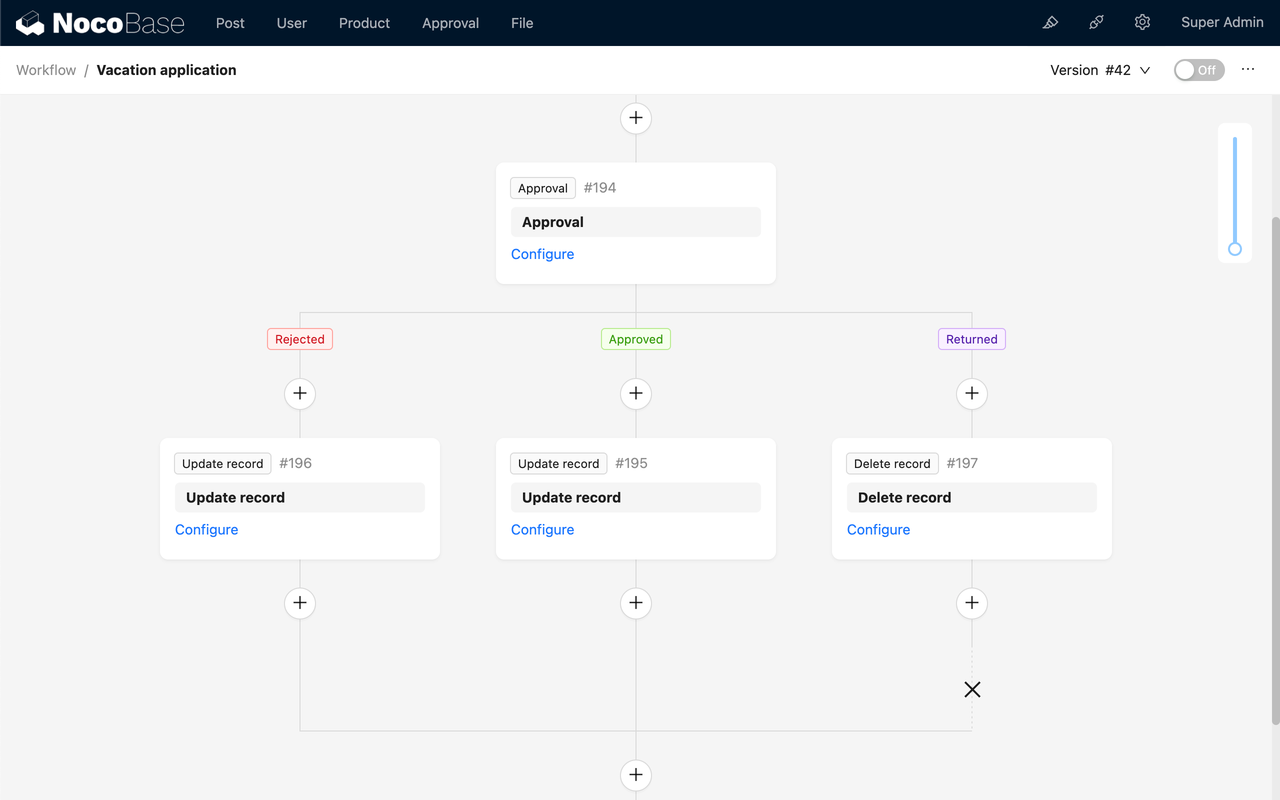 NocoBase Post User Product Approval File Super Admin
Workflow / Vacation application Version #42 Off ···
Approval #194
Approval
Configure
Rejected Approved Returned
Update record #196 Update record #195 Delete record #197
Update record Update record Delete record
Configure Configure Configure